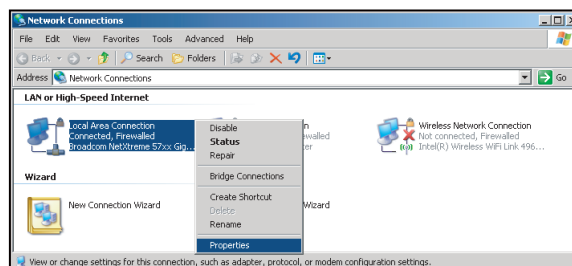 Network Connections
File Edit View Favorites Tools Advanced Help
Back Search Folders
Address Network Connections Go
LAN or High-Speed Internet
Local Area Connection
Connected, Firewalled
Broadcom NetXtreme 57xx Gig...
Disable
Status
Repair
Bridge Connections
Create Shortcut
Delete
Rename
Properties
n
walled
ter
Wireless Network Connection
Not connected, Firewalled
Intel(R) Wireless WiFi Link 496...
Wizard
New Connection Wizard
Wizard
View or change settings for this connection, such as adapter, protocol, or modem configuration settings.